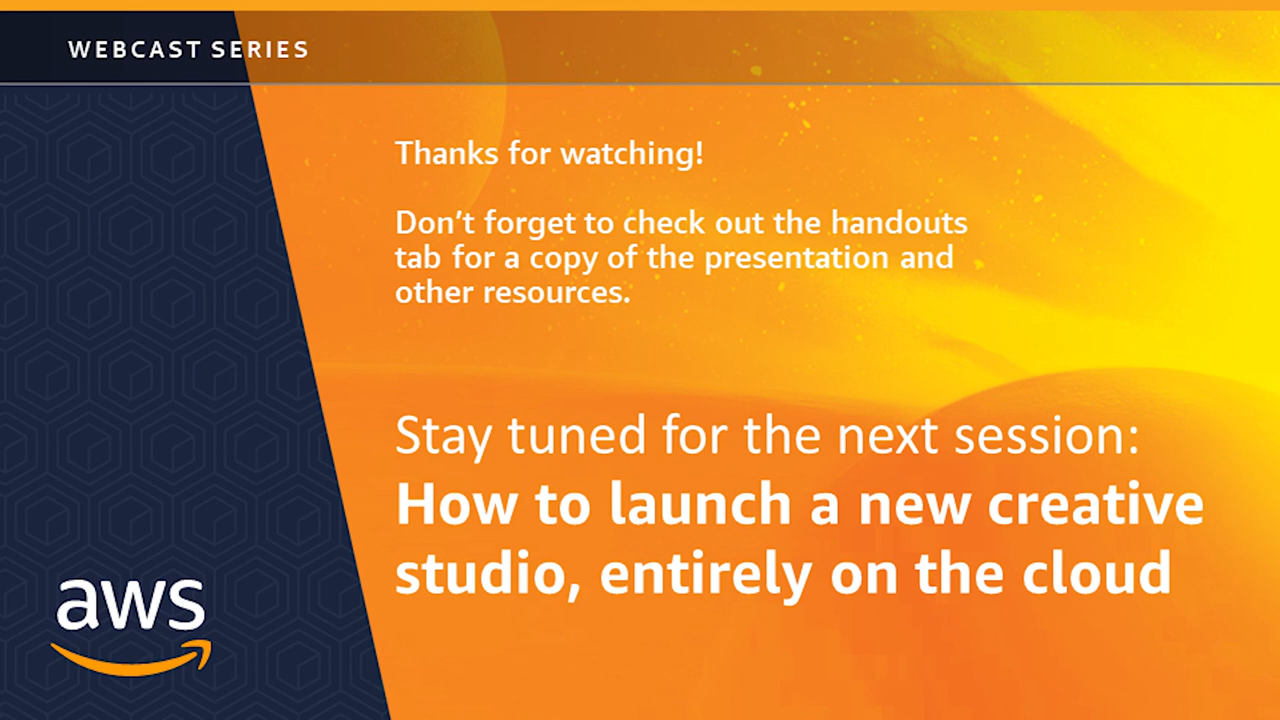 WEBCAST SERIES
Thanks for watching!
Don’t forget to check out the handouts
tab for a copy of the presentation and
other resources.
Stay tuned for the next session:
How to launch a new creative
studio, entirely on the cloud
aws